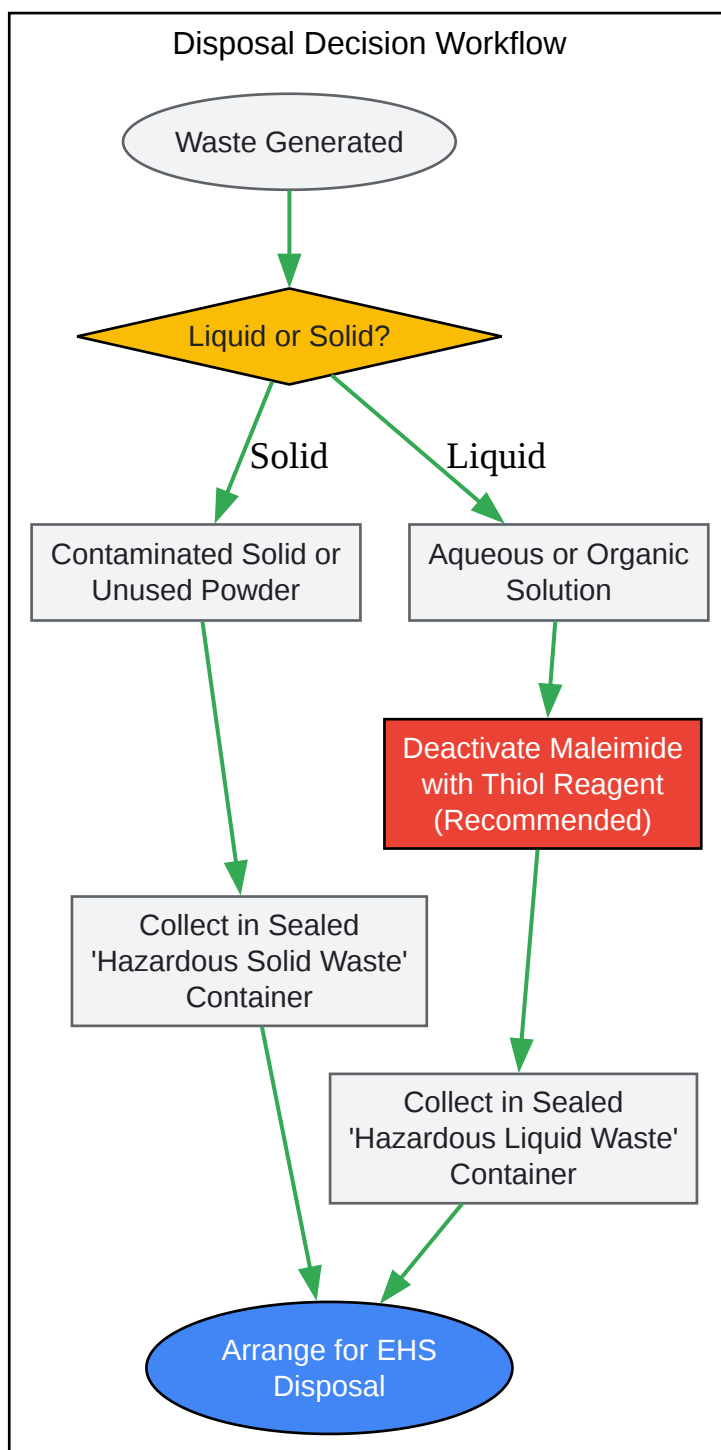 Disposal Decision Workflow
Waste Generated
Liquid or Solid?
Solid
Liquid
Contaminated Solid or
Unused Powder
Aqueous or Organic
Solution
Deactivate Maleimide
with Thiol Reagent
(Recommended)
Collect in Sealed
'Hazardous Solid Waste'
Container
Collect in Sealed
'Hazardous Liquid Waste'
Container
Arrange for EHS
Disposal